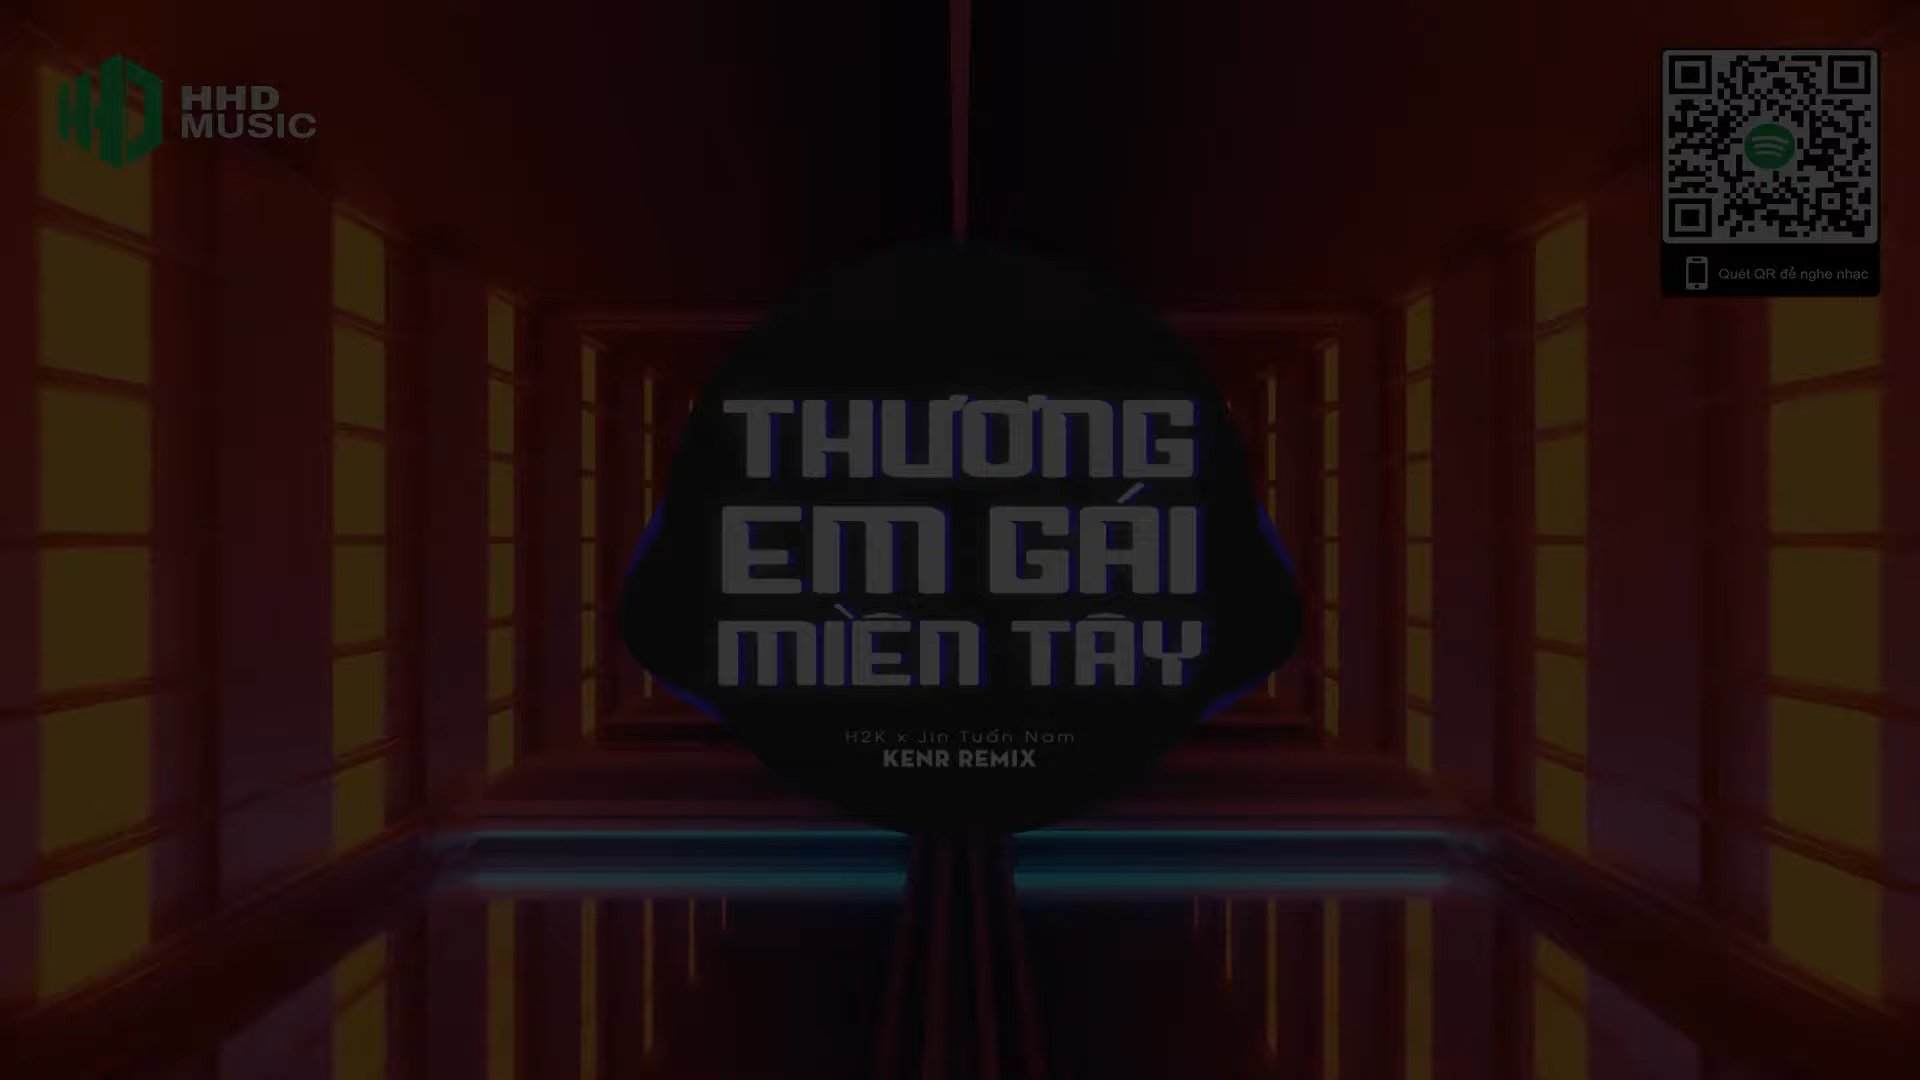 HHD
MUSIC
Quét QR để nghe nhạc
THƯƠNG
EM GÁI
MIỀN TÂY
H2K x Jin Tuấn Nam
KENR REMIX